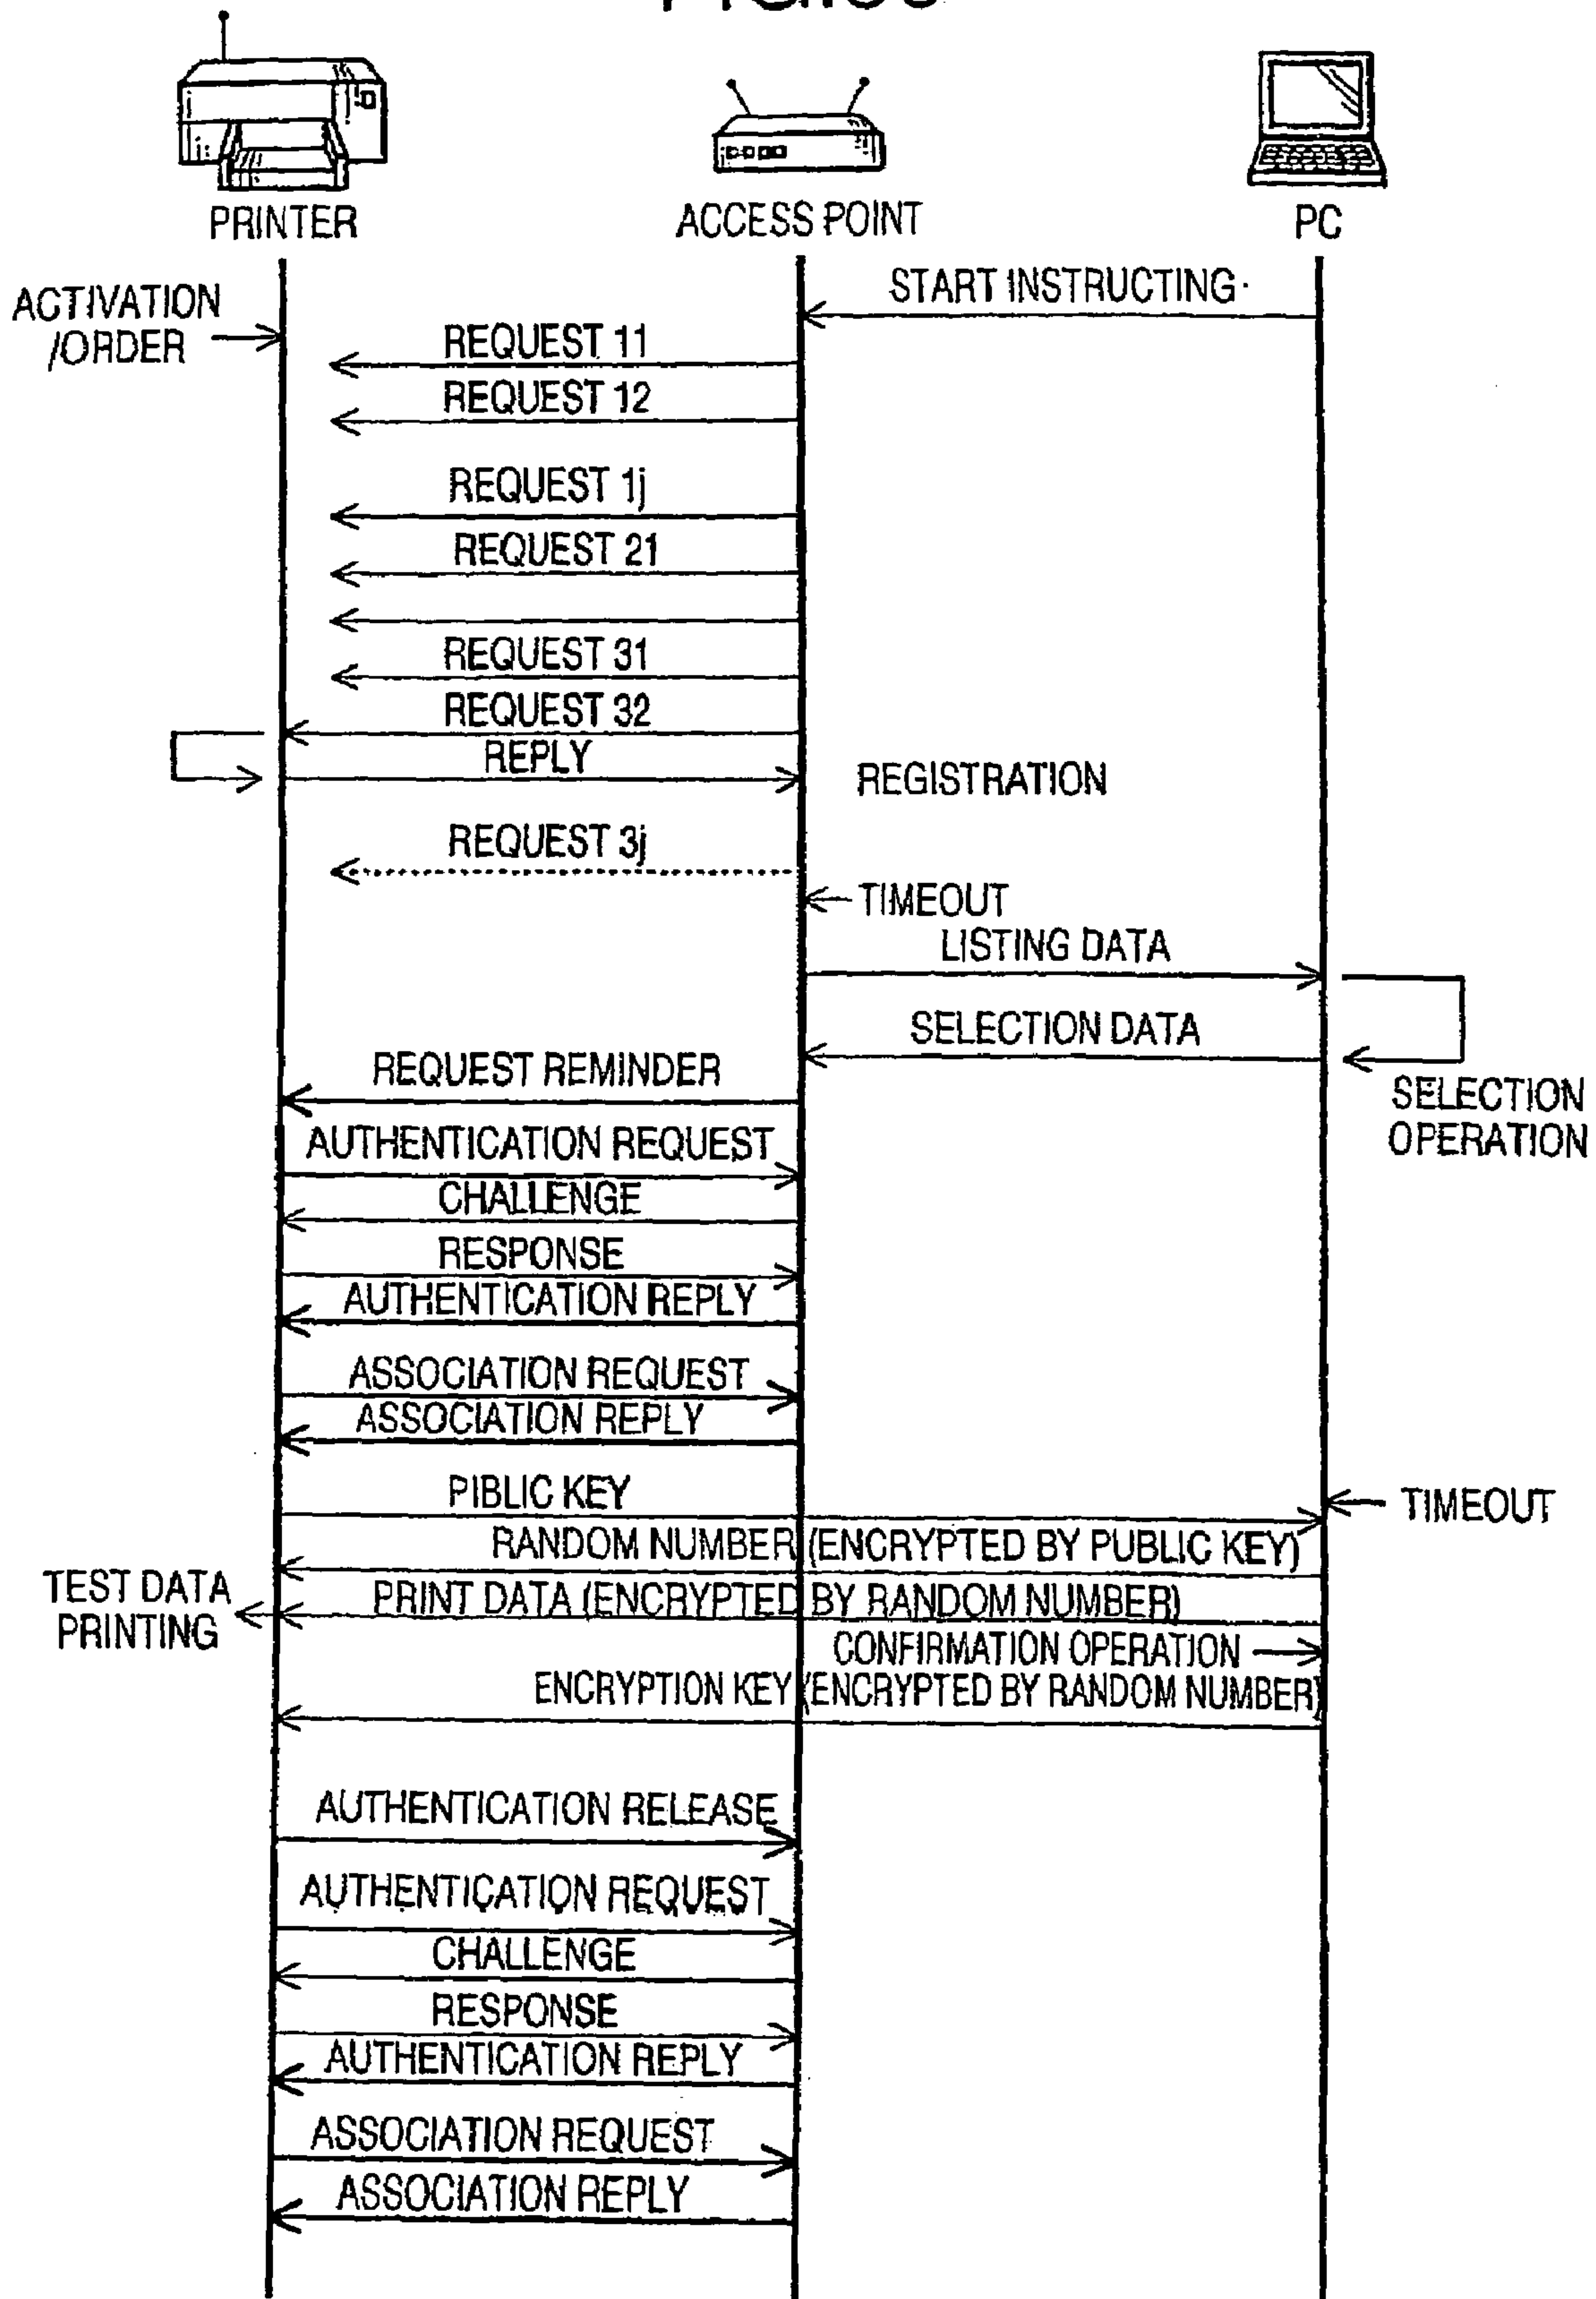 PRINTER
ACCESS POINT
PC
START INSTRUCTING
ACTIVATION
/ORDER
REQUEST 11
REQUEST 12
REQUEST 1j
REQUEST 21
REQUEST 31
REQUEST 32
REPLY
REGISTRATION
REQUEST 3j
TIMEOUT
LISTING DATA
SELECTION DATA
REQUEST REMINDER
SELECTION
OPERATION
AUTHENTICATION REQUEST
CHALLENGE
RESPONSE
AUTHENTICATION REPLY
ASSOCIATION REQUEST
ASSOCIATION REPLY
PIBLIC KEY
TIMEOUT
RANDOM NUMBER (ENCRYPTED BY PUBLIC KEY)
TEST DATA
PRINTING
PRINT DATA (ENCRYPTED BY RANDOM NUMBER)
CONFIRMATION OPERATION
ENCRYPTION KEY (ENCRYPTED BY RANDOM NUMBER)
AUTHENTICATION RELEASE
AUTHENTICATION REQUEST
CHALLENGE
RESPONSE
AUTHENTICATION REPLY
ASSOCIATION REQUEST
ASSOCIATION REPLY